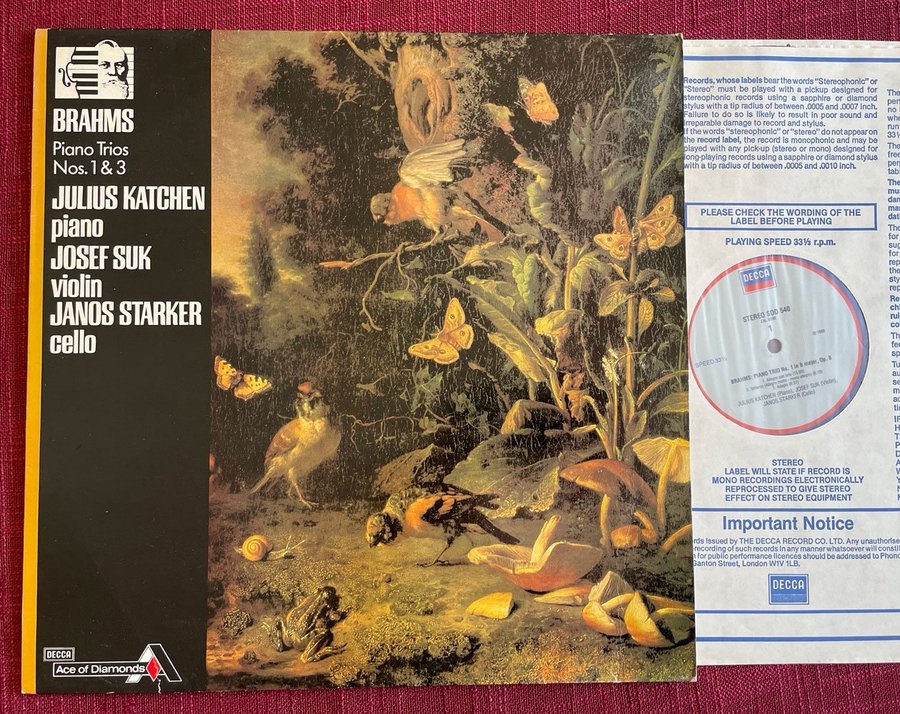 BRAHMS
Piano Trios
Nos. 1 & 3
JULIUS KATCHEN
piano
JOSEF SUK
violin
JANOS STARKER
cello
DECCA
Ace of Diamonds
Records, whose labels bear the words "Stereophonic" or
"Stereo" must be played with a pickup designed for
stereophonic records using a sapphire or diamond
stylus with a tip radius of between .0005 and .0007 inch.
Failure to do so is likely to result in poor sound and
irreparable damage to record and stylus.
If the words "stereophonic" or "stereo" do not appear on
the record label, the record is monophonic and may be
played with any pick-up (stereo or mono) designed for
long-playing records using a sapphire or diamond stylus
with a tip radius of between .0005 and .0010 inch.
PLEASE CHECK THE WORDING OF THE
LABEL BEFORE PLAYING
PLAYING SPEED 33⅓ r.p.m.
DECCA
STEREO SDD 540
1
SPEED 33⅓
BRAHMS: PIANO TRIO No. 1 in B major, Op. 8
JULIUS KATCHEN (Piano), JOSEF SUK (Violin),
JANOS STARKER (Cello)
STEREO
LABEL WILL STATE IF RECORD IS
MONO RECORDINGS ELECTRONICALLY
REPROCESSED TO GIVE STEREO
EFFECT ON STEREO EQUIPMENT
Important Notice
issued by THE DECCA RECORD CO. LTD. Any unauthorise
recording of such records in any manner whatsoever will constit
for public performance licences should be addressed to Phono
Ganton Street, London W1V 1LB.
DECCA